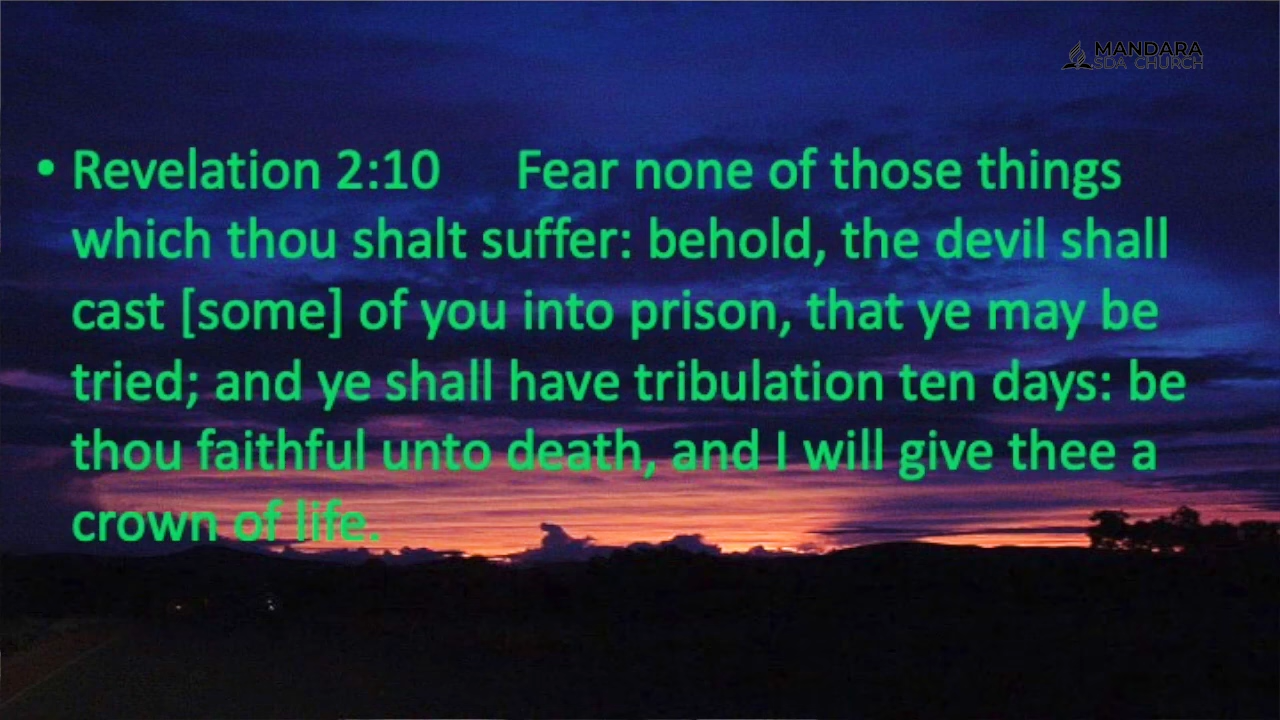 MANDARA
SDA CHURCH
• Revelation 2:10 Fear none of those things
which thou shalt suffer: behold, the devil shall
cast [some] of you into prison, that ye may be
tried; and ye shall have tribulation ten days: be
thou faithful unto death, and I will give thee a
crown of life.